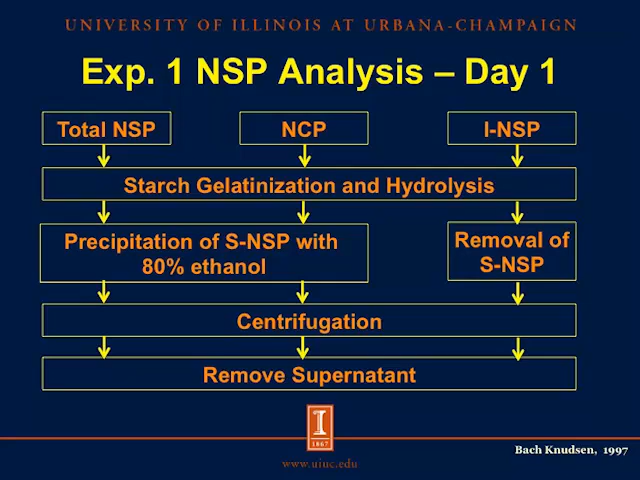 UNIVERSITY OF ILLINOIS AT URBANA-CHAMPAIGN
Exp. 1 NSP Analysis – Day 1
Total NSP
NCP
I-NSP
Starch Gelatinization and Hydrolysis
Precipitation of S-NSP with
80% ethanol
Removal of
S-NSP
Centrifugation
Remove Supernatant
I
1867
Bach Knudsen, 1997
www.uiuc.edu